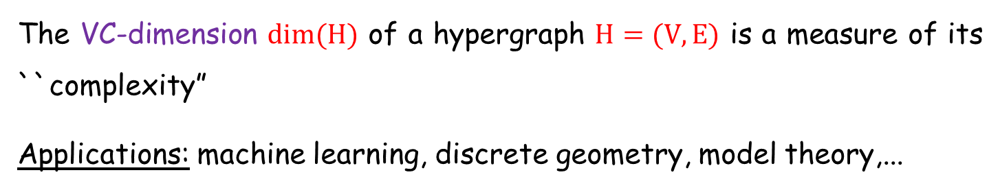 The VC-dimension dim(H) of a hypergraph H = (V, E) is a measure of its
``complexity”
Applications: machine learning, discrete geometry, model theory,...